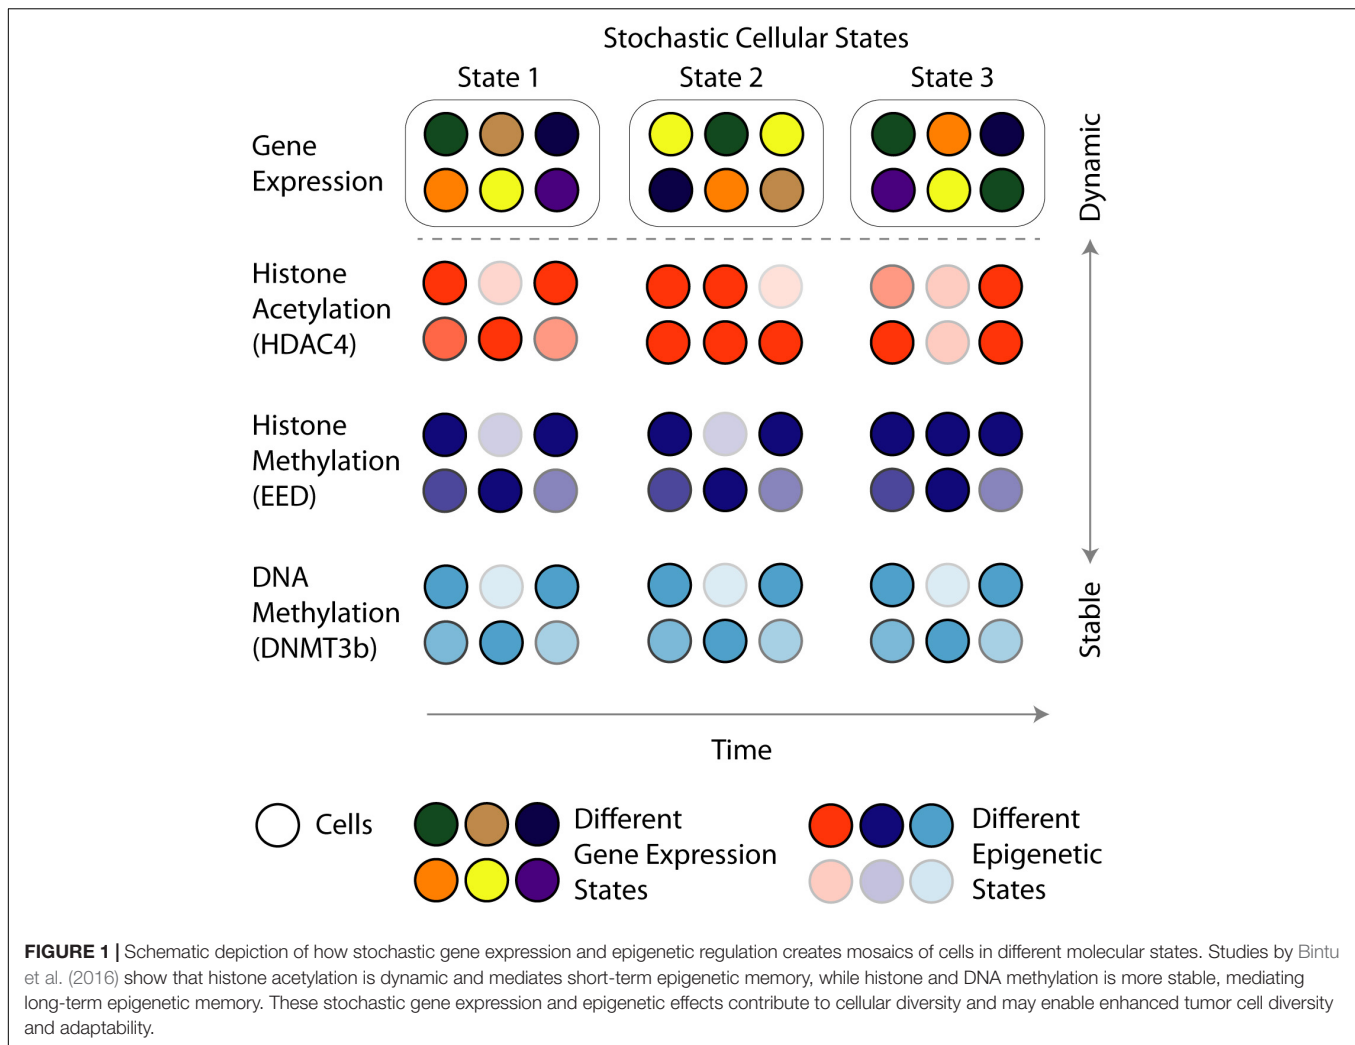 Stochastic Cellular States
State 1
State 2
State 3
Gene
Expression
Dynamic
Histone
Acetylation
(HDAC4)
Histone
Methylation
(EED)
DNA
Methylation
(DNMT3b)
Stable
Time
Cells
Different
Gene Expression
States
Different
Epigenetic
States
FIGURE 1 | Schematic depiction of how stochastic gene expression and epigenetic regulation creates mosaics of cells in different molecular states. Studies by Bintu
et al. (2016) show that histone acetylation is dynamic and mediates short-term epigenetic memory, while histone and DNA methylation is more stable, mediating
long-term epigenetic memory. These stochastic gene expression and epigenetic effects contribute to cellular diversity and may enable enhanced tumor cell diversity
and adaptability.